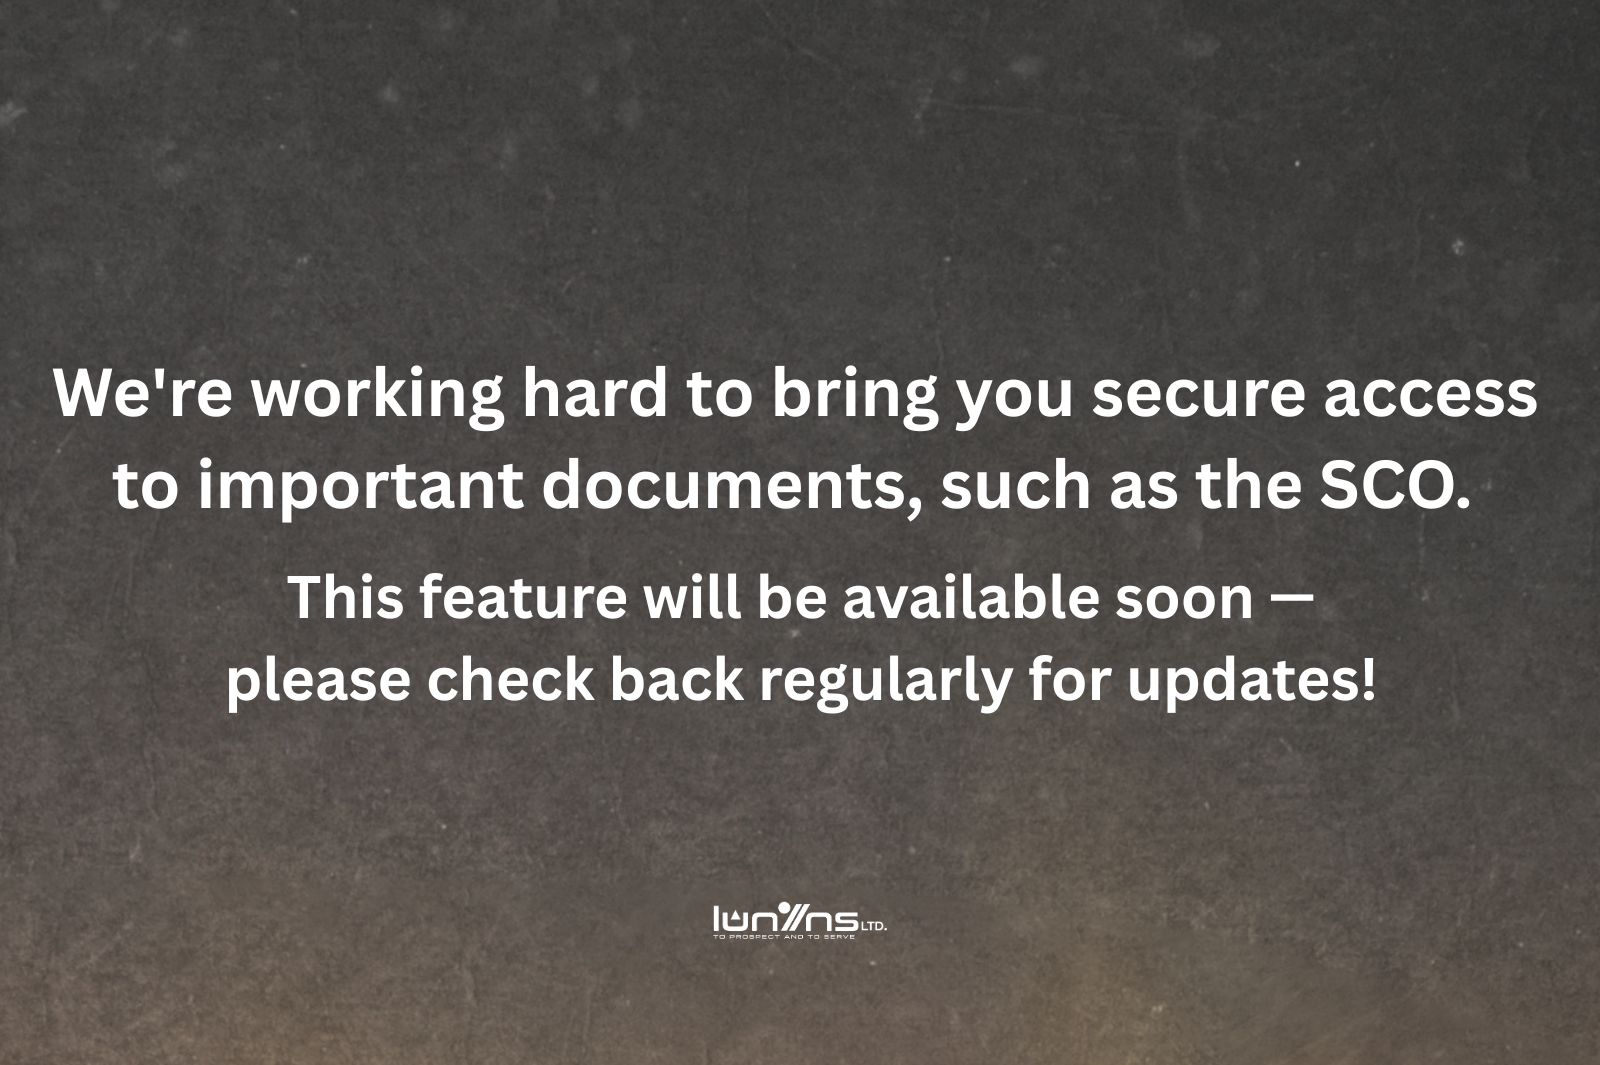 We're working hard to bring you secure access
to important documents, such as the SCO.
This feature will be available soon —
please check back regularly for updates!
LTD.
TO PROSPECT AND TO SERVE